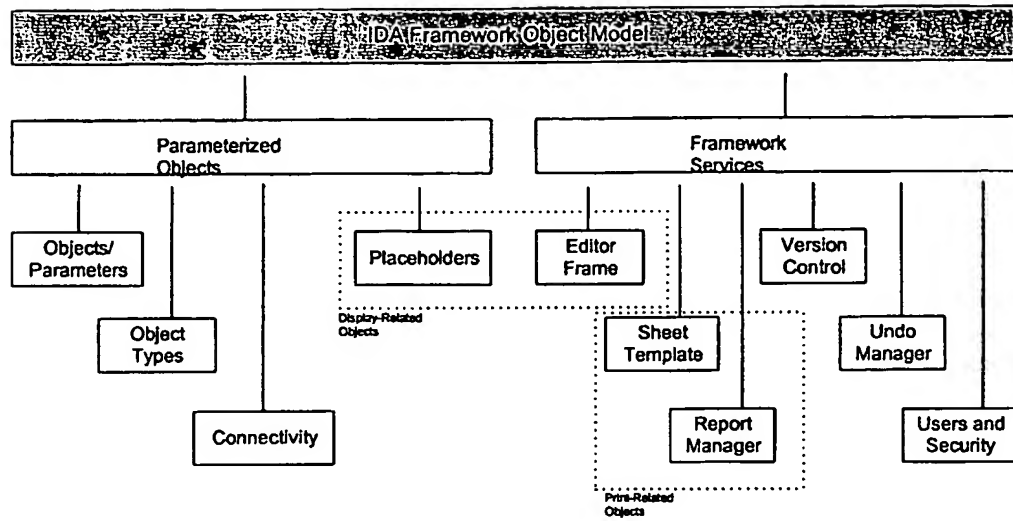 IDA Framework Object Model
Parameterized
Objects
Framework
Services
Objects/
Parameters
Placeholders
Editor
Frame
Version
Control
Display-Related
Objects
Object
Types
Sheet
Template
Undo
Manager
Connectivity
Report
Manager
Users and
Security
Print-Related
Objects